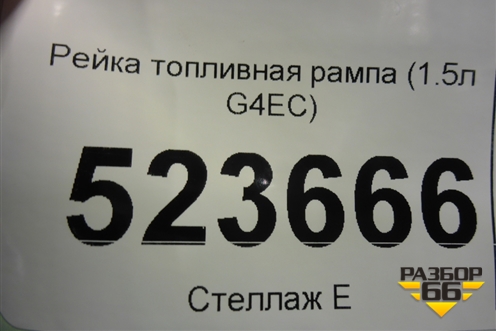 Рейка топливная рампа (1.5л
G4EC)
523666
Стеллаж Е
РАЗБОР
66